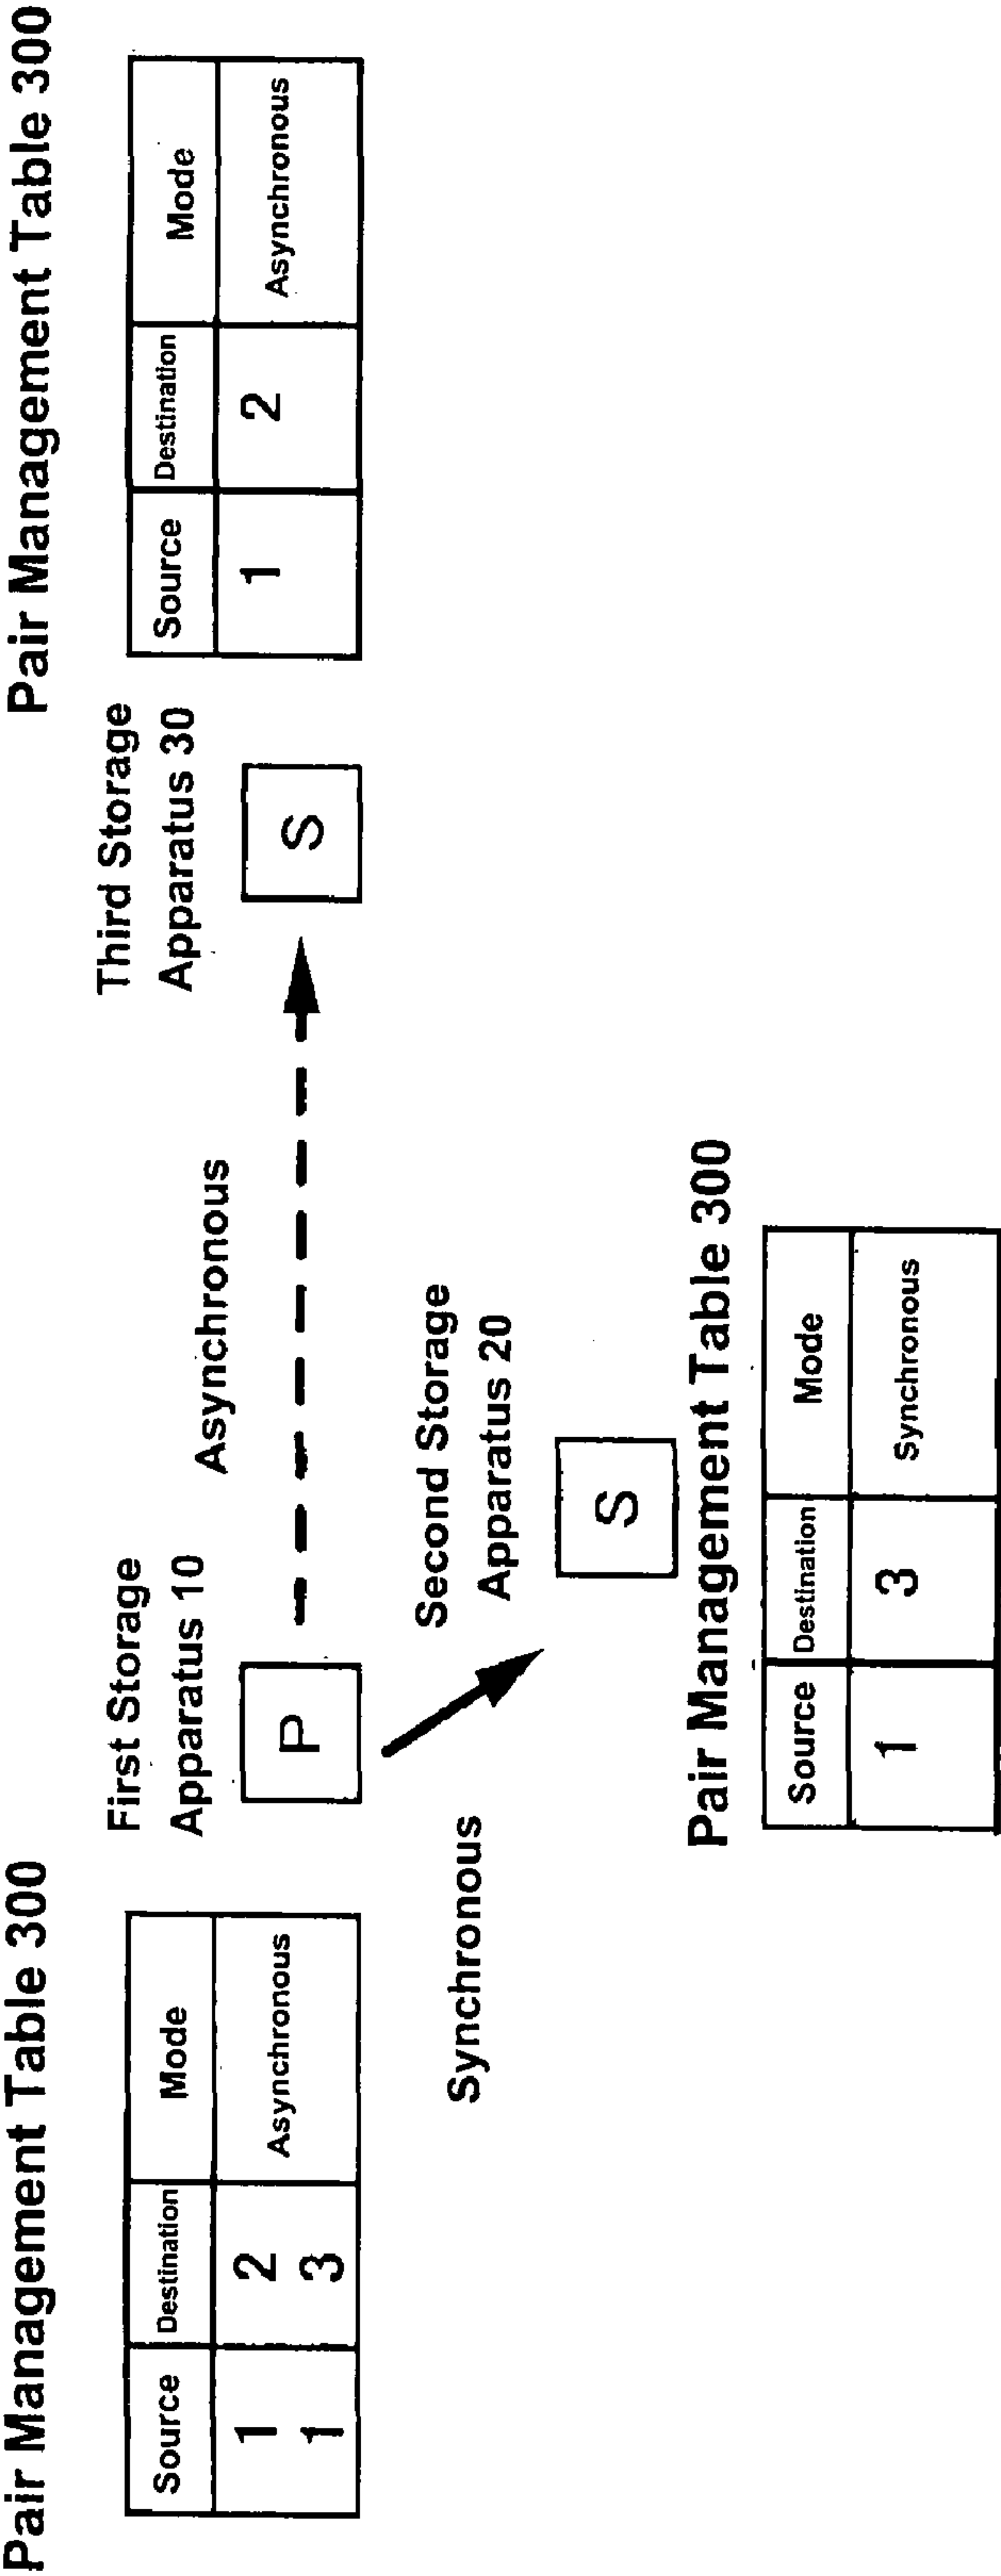 Pair Management Table 300
Source Destination Mode
1 2 Asynchronous
1 3
First Storage
Apparatus 10
P
Asynchronous
Third Storage
Apparatus 30
S
Pair Management Table 300
Source Destination Mode
1 2 Asynchronous
Synchronous
Second Storage
Apparatus 20
S
Pair Management Table 300
Source Destination Mode
1 3 Synchronous